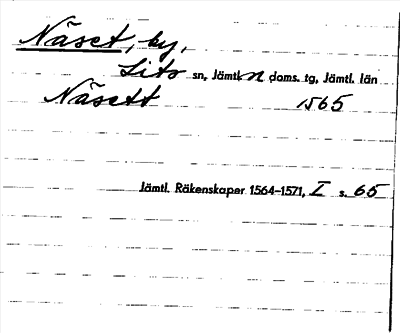 Näset, by,
Lits sn, Jämtl. n doms. tg, Jämtl. län
Näsett 1565
Jämtl. Räkenskaper 1564-1571, I s. 65